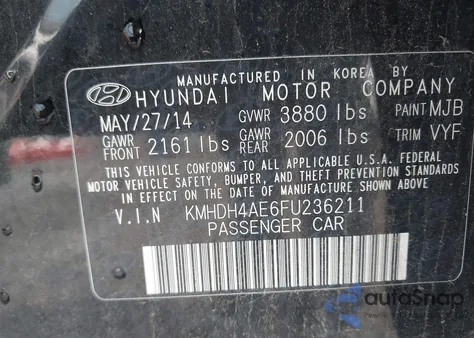 MANUFACTURED IN KOREA BY
HYUNDAI MOTOR COMPANY
MAY/27/14 GVWR 3880 lbs PAINT MJB
GAWR FRONT 2161 lbs GAWR REAR 2006 lbs TRIM VYF
THIS VEHICLE CONFORMS TO ALL APPLICABLE U.S.A. FEDERAL
MOTOR VEHICLE SAFETY, BUMPER, AND THEFT PREVENTION STANDARDS
IN EFFECT ON THE DATE OF MANUFACTURE SHOWN ABOVE
V.I.N KMHDH4AE6FU236211
PASSENGER CAR
autoSnap